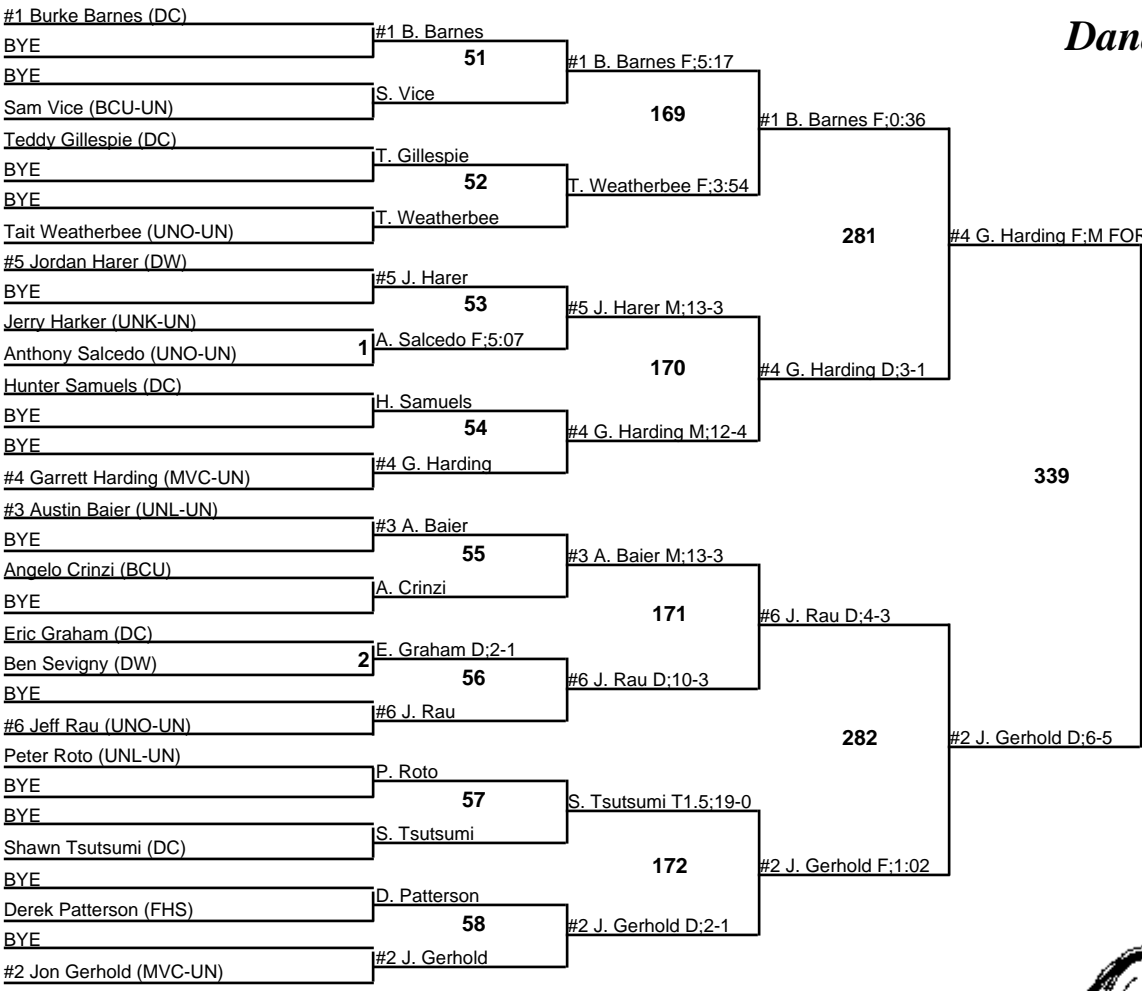 #1 Burke Barnes (DC)
BYE
BYE
Sam Vice (BCU-UN)
Teddy Gillespie (DC)
BYE
BYE
Tait Weatherbee (UNO-UN)
#5 Jordan Harer (DW)
BYE
Jerry Harker (UNK-UN)
Anthony Salcedo (UNO-UN)
Hunter Samuels (DC)
BYE
BYE
#4 Garrett Harding (MVC-UN)
#3 Austin Baier (UNL-UN)
BYE
Angelo Crinzi (BCU)
BYE
Eric Graham (DC)
Ben Sevigny (DW)
BYE
#6 Jeff Rau (UNO-UN)
Peter Roto (UNL-UN)
BYE
BYE
Shawn Tsutsumi (DC)
BYE
Derek Patterson (FHS)
BYE
#2 Jon Gerhold (MVC-UN)
1
2
#1 B. Barnes
51
S. Vice
T. Gillespie
52
T. Weatherbee
#5 J. Harer
53
A. Salcedo F;5:07
H. Samuels
54
#4 G. Harding
#3 A. Baier
55
A. Crinzi
E. Graham D;2-1
56
#6 J. Rau
P. Roto
57
S. Tsutsumi
D. Patterson
58
#2 J. Gerhold
#1 B. Barnes F;5:17
169
T. Weatherbee F;3:54
#5 J. Harer M;13-3
170
#4 G. Harding M;12-4
#3 A. Baier M;13-3
171
#6 J. Rau D;10-3
S. Tsutsumi T1.5;19-0
172
#2 J. Gerhold D;2-1
#1 B. Barnes F;0:36
281
#4 G. Harding D;3-1
#6 J. Rau D;4-3
282
#2 J. Gerhold F;1:02
#4 G. Harding F;M FOR
339
#2 J. Gerhold D;6-5